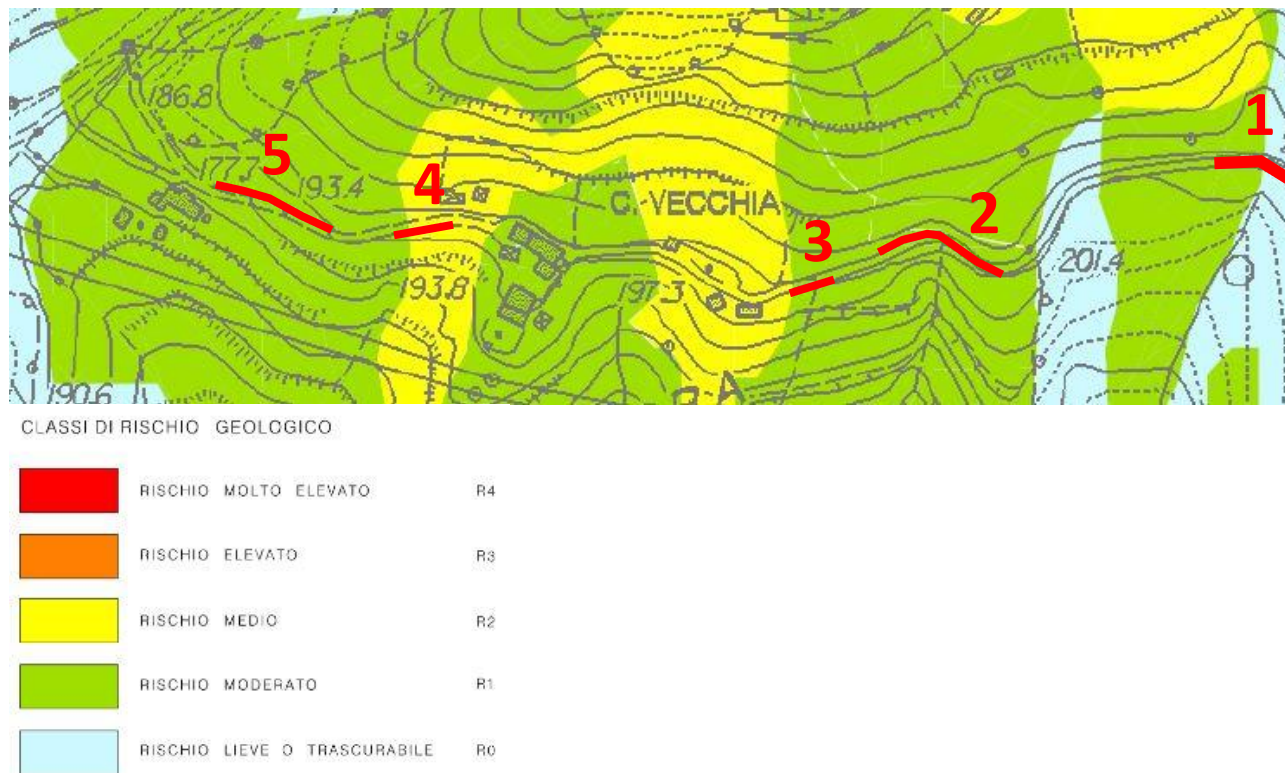 186.8
1
5
177.7
193.4
4
C. VECCHIA
2
3
201.4
193.8
197.3
190.6
CLASSI DI RISCHIO GEOLOGICO
RISCHIO MOLTO ELEVATO R4
RISCHIO ELEVATO R3
RISCHIO MEDIO R2
RISCHIO MODERATO R1
RISCHIO LIEVE O TRASCURABILE R0